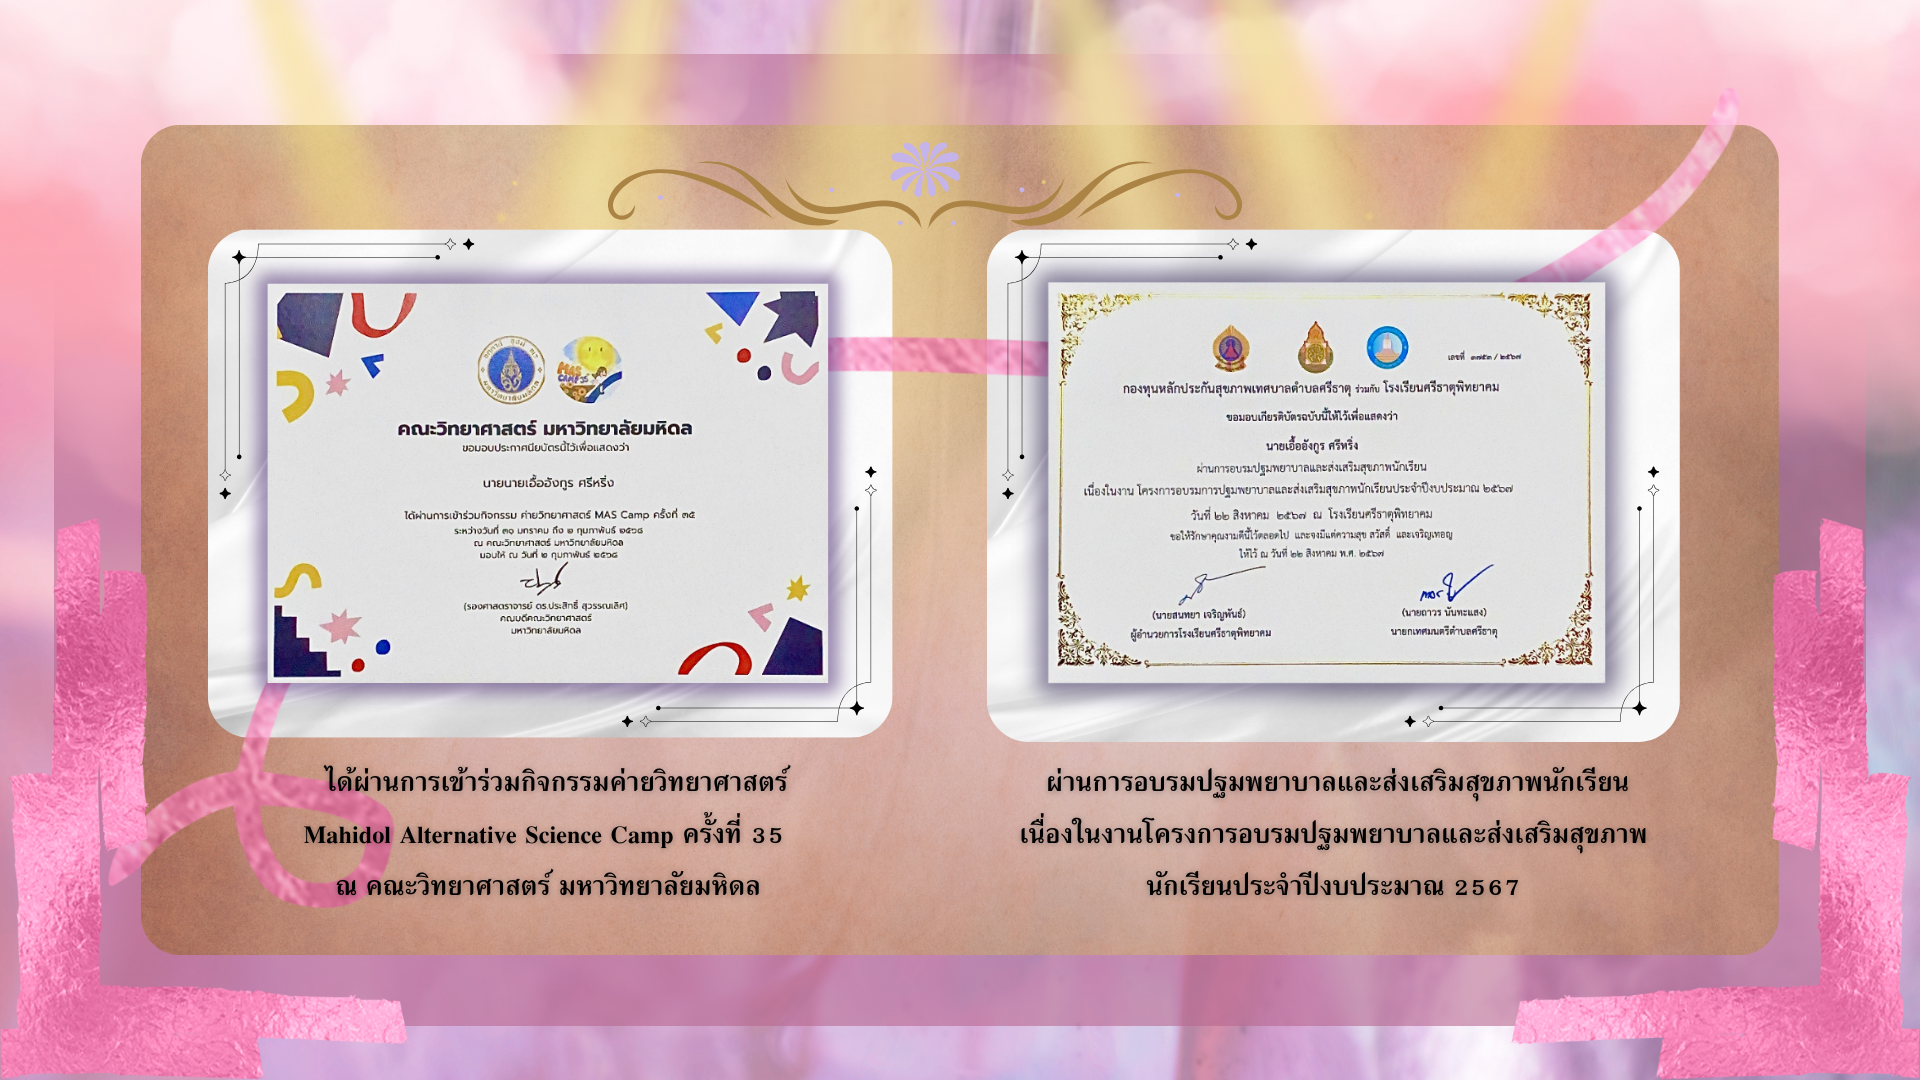 คณะวิทยาศาสตร์ มหาวิทยาลัยมหิดล
ขอมอบประกาศนียบัตรนี้ไว้เพื่อแสดงว่า
นายนายเอื้ออังกูร ศรีหริ่ง
ได้ผ่านการเข้าร่วมกิจกรรม ค่ายวิทยาศาสตร์ MAS Camp ครั้งที่ ๓๕
ระหว่างวันที่ ๓๑ มกราคม ถึง ๒ กุมภาพันธ์ ๒๕๖๘
ณ คณะวิทยาศาสตร์ มหาวิทยาลัยมหิดล
มอบให้ ณ วันที่ ๒ กุมภาพันธ์ ๒๕๖๘
(รองศาสตราจารย์ ดร.ประสิทธิ์ สุวรรณเลิศ)
คณบดีคณะวิทยาศาสตร์
มหาวิทยาลัยมหิดล
ได้ผ่านการเข้าร่วมกิจกรรมค่ายวิทยาศาสตร์
Mahidol Alternative Science Camp ครั้งที่ 35
ณ คณะวิทยาศาสตร์ มหาวิทยาลัยมหิดล
เลขที่
กองทุนหลักประกันสุขภาพเทศบาลตำบลศรีธาตุ ร่วมกับ โรงเรียนศรีธาตุพิทยาคม
ขอมอบเกียรติบัตรฉบับนี้ให้ไว้เพื่อแสดงว่า
นายเอื้ออังกูร ศรีหริ่ง
ผ่านการอบรมปฐมพยาบาลและส่งเสริมสุขภาพนักเรียน
เนื่องในงาน โครงการอบรมการปฐมพยาบาลและส่งเสริมสุขภาพนักเรียนประจำปีงบประมาณ ๒๕๖๗
วันที่ ๒๒ สิงหาคม ๒๕๖๗ ณ โรงเรียนศรีธาตุพิทยาคม
ขอให้รักษาคุณงามดีนี้ไว้ตลอดไป และจงมีแด่ความสุข สวัสดิ์ และเจริญเทอญ
ให้ไว้ ณ วันที่ ๒๒ สิงหาคม พ.ศ. ๒๕๖๗
(นายสนทยา เจริญพันธ์)
ผู้อำนวยการโรงเรียนศรีธาตุพิทยาคม
(นายถาวร นันทะแสง)
นายกเทศมนตรีตำบลศรีธาตุ
ผ่านการอบรมปฐมพยาบาลและส่งเสริมสุขภาพนักเรียน
เนื่องในงานโครงการอบรมปฐมพยาบาลและส่งเสริมสุขภาพ
นักเรียนประจำปีงบประมาณ 2567